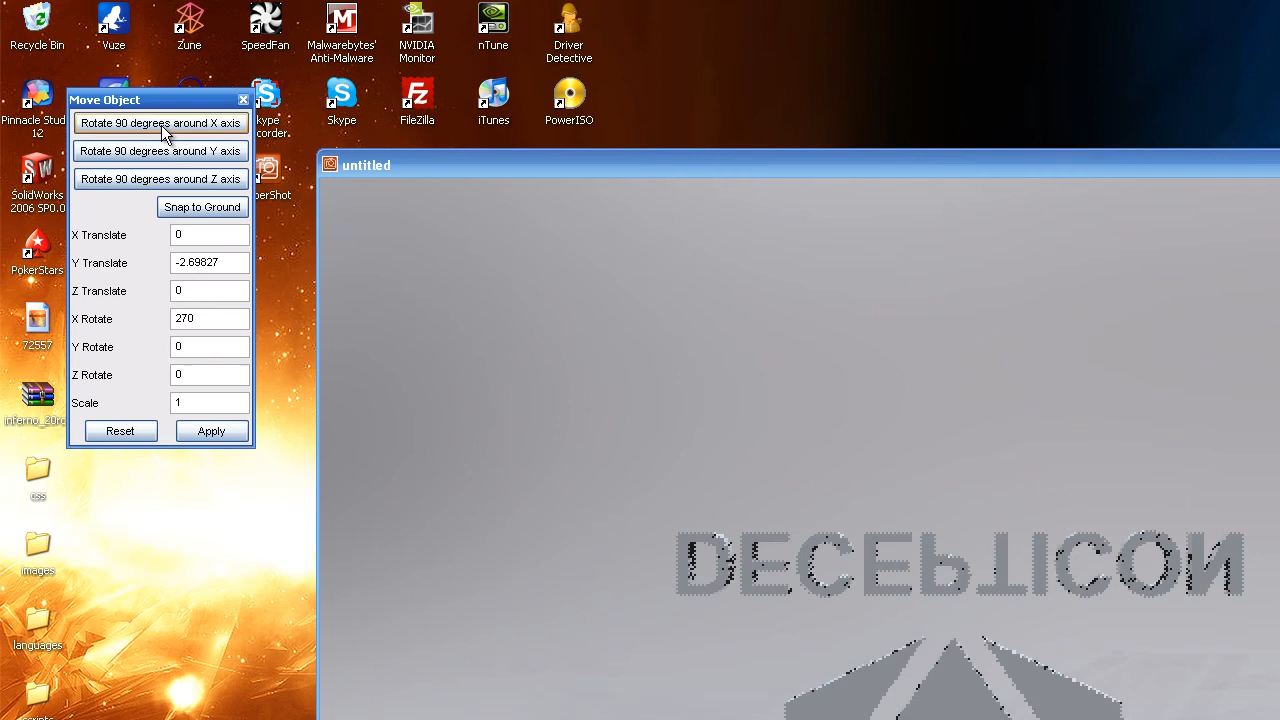 Recycle Bin
Vuze
Zune
SpeedFan
Malwarebytes' Anti-Malware
NVIDIA Monitor
nTune
Driver Detective
Pinnacle Stud
12
Skype
FileZilla
iTunes
PowerISO
kype
corder
Move Object
Rotate 90 degrees around X axis
Rotate 90 degrees around Y axis
Rotate 90 degrees around Z axis
Snap to Ground
X Translate 0
Y Translate -2.69827
Z Translate 0
X Rotate 270
Y Rotate 0
Z Rotate 0
Scale 1
Reset Apply
SolidWorks
2006 SP0.0
perShot
PokerStars
72557
inferno_20rc
css
images
languages
scripts
untitled
DECEPTICON